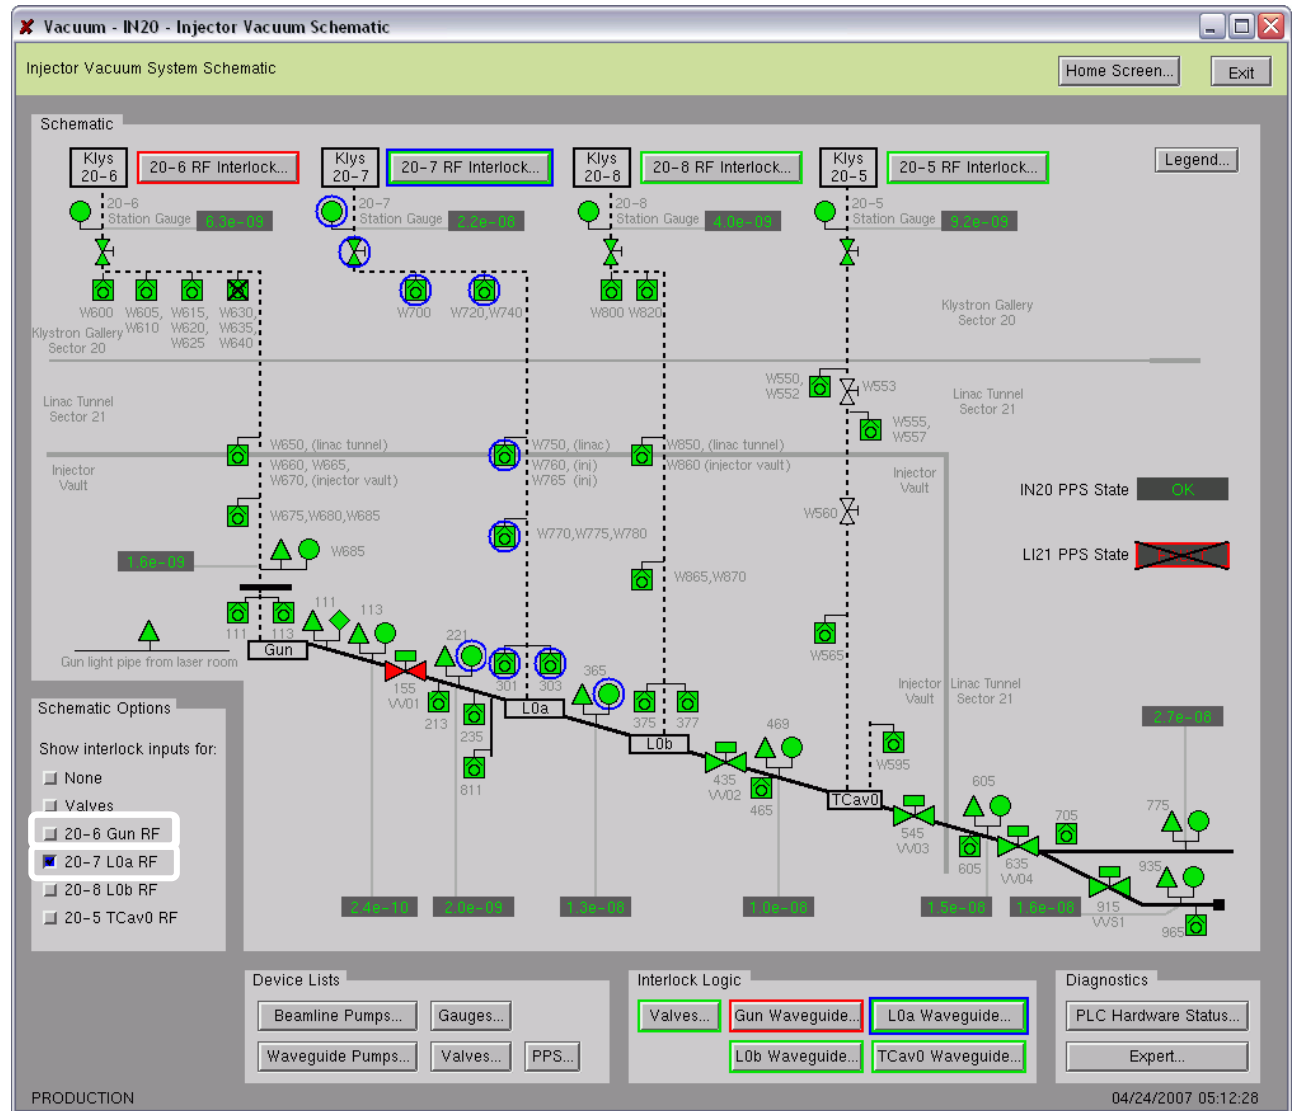 Vacuum - IN20 - Injector Vacuum Schematic
Injector Vacuum System Schematic
Home Screen...
Exit
Schematic
Klys
20-6
20-6 RF Interlock...
Klys
20-7
20-7 RF Interlock...
Klys
20-8
20-8 RF Interlock...
Klys
20-5
20-5 RF Interlock...
Legend...
20-6
Station Gauge
6.3e-09
20-7
Station Gauge
2.2e-08
20-8
Station Gauge
4.0e-09
20-5
Station Gauge
9.2e-09
W600
W605,
W610
W615,
W620,
W625
W630,
W635,
W640
W700
W720,W740
W800
W820
Klystron Gallery
Sector 20
Klystron Gallery
Sector 20
W550,
W552
W553
Linac Tunnel
Sector 21
Linac Tunnel
Sector 21
W555,
W557
W650, (linac tunnel)
W660, W665,
W670, (injector vault)
W750, (linac)
W760, (inj)
W765 (inj)
W850, (linac tunnel)
W860 (injector vault)
Injector
Vault
Injector
Vault
IN20 PPS State
OK
W675,W680,W685
W560
W770,W775,W780
W685
1.6e-09
LI21 PPS State
W865,W870
111
113
111
113
Gun
Gun light pipe from laser room
221
W565
155
VV01
213
235
301
303
365
L0a
375
377
L0b
811
Injector
Vault
Linac Tunnel
Sector 21
2.7e-08
469
435
VV02
465
W595
TCav0
545
VV03
605
605
705
635
VV04
775
935
915
VVS1
965
2.4e-10
2.0e-09
1.3e-08
1.0e-08
1.5e-08
1.6e-08
Schematic Options
Show interlock inputs for:
None
Valves
20-6 Gun RF
20-7 L0a RF
20-8 L0b RF
20-5 TCav0 RF
Device Lists
Beamline Pumps...
Gauges...
Waveguide Pumps...
Valves...
PPS...
Interlock Logic
Valves...
Gun Waveguide...
L0a Waveguide...
L0b Waveguide...
TCav0 Waveguide...
Diagnostics
PLC Hardware Status...
Expert...
PRODUCTION
04/24/2007 05:12:28